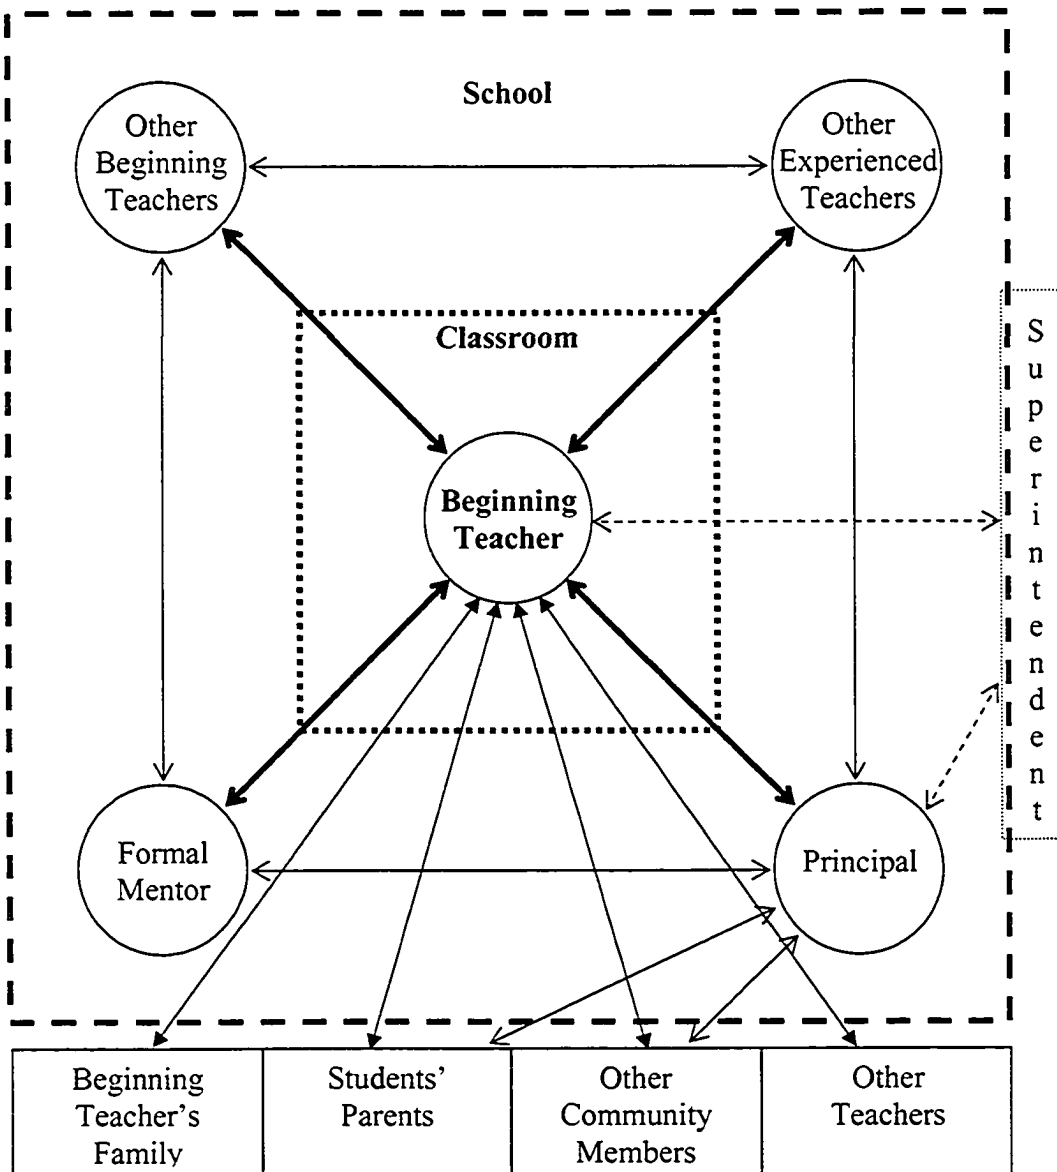 School
Other
Beginning
Teachers
Other
Experienced
Teachers
Classroom
Beginning
Teacher
Superintendent
Formal
Mentor
Principal
Beginning
Teacher's
Family
Students'
Parents
Other
Community
Members
Other
Teachers